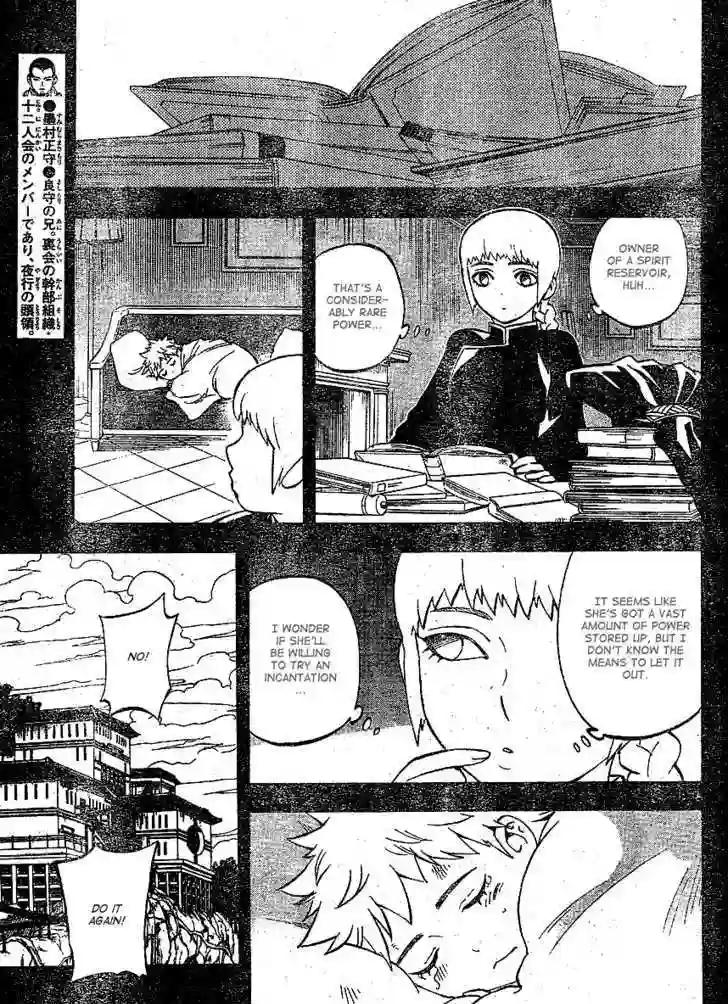 ●墨村正守●良守の兄。裏会の幹部組織、
十二人会のメンバーであり、夜行の頭領。
OWNER
OF A SPIRIT
RESERVOIR,
HUH...
THAT'S A
CONSIDER-
ABLY RARE
POWER...
IT SEEMS LIKE
SHE'S GOT A VAST
AMOUNT OF POWER
STORED UP, BUT I
DON'T KNOW THE
MEANS TO LET IT
OUT.
I WONDER
IF SHE'LL
BE WILLING
TO TRY AN
INCANTATION
...
NO!
DO IT
AGAIN!